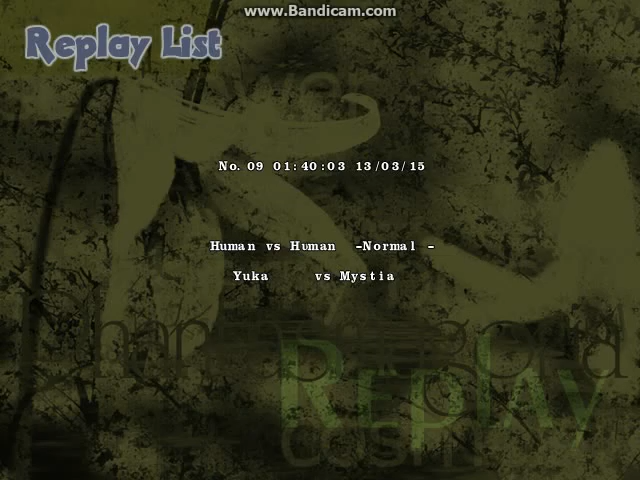 www.Bandicam.com
Replay List
No. 09 01:40:03 13/03/15
Human vs Human -Normal -
Yuka vs Mystia
Replay